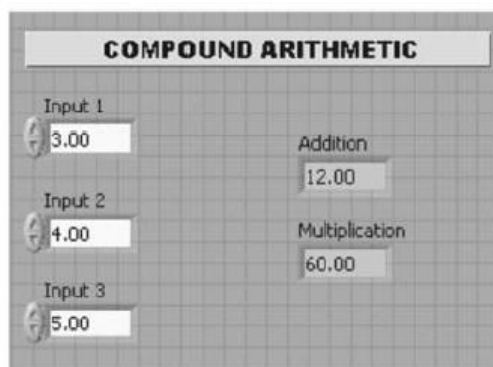 COMPOUND ARITHMETIC
Input 1
3.00
Addition
12.00
Input 2
4.00
Multiplication
60.00
Input 3
5.00